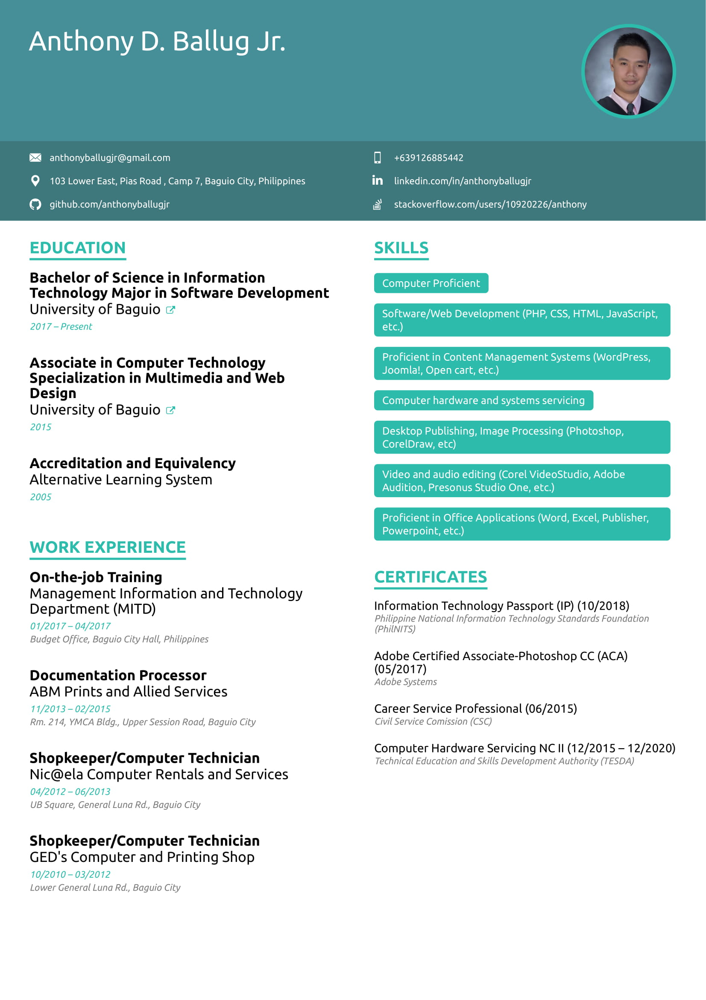 Anthony D. Ballug Jr.
anthonyballugjr@gmail.com
+639126885442
103 Lower East, Pias Road , Camp 7, Baguio City, Philippines
linkedin.com/in/anthonyballugjr
github.com/anthonyballugjr
stackoverflow.com/users/10920226/anthony
EDUCATION
Bachelor of Science in Information
Technology Major in Software Development
University of Baguio
2017 – Present
Associate in Computer Technology
Specialization in Multimedia and Web
Design
University of Baguio
2015
Accreditation and Equivalency
Alternative Learning System
2005
WORK EXPERIENCE
On-the-job Training
Management Information and Technology
Department (MITD)
01/2017 – 04/2017
Budget Office, Baguio City Hall, Philippines
Documentation Processor
ABM Prints and Allied Services
11/2013 – 02/2015
Rm. 214, YMCA Bldg., Upper Session Road, Baguio City
Shopkeeper/Computer Technician
Nic@ela Computer Rentals and Services
04/2012 – 06/2013
UB Square, General Luna Rd., Baguio City
Shopkeeper/Computer Technician
GED's Computer and Printing Shop
10/2010 – 03/2012
Lower General Luna Rd., Baguio City
SKILLS
Computer Proficient
Software/Web Development (PHP, CSS, HTML, JavaScript,
etc.)
Proficient in Content Management Systems (WordPress,
Joomla!, Open cart, etc.)
Computer hardware and systems servicing
Desktop Publishing, Image Processing (Photoshop,
CorelDraw, etc)
Video and audio editing (Corel VideoStudio, Adobe
Audition, Presonus Studio One, etc.)
Proficient in Office Applications (Word, Excel, Publisher,
Powerpoint, etc.)
CERTIFICATES
Information Technology Passport (IP) (10/2018)
Philippine National Information Technology Standards Foundation
(PhilNITS)
Adobe Certified Associate-Photoshop CC (ACA)
(05/2017)
Adobe Systems
Career Service Professional (06/2015)
Civil Service Comission (CSC)
Computer Hardware Servicing NC II (12/2015 – 12/2020)
Technical Education and Skills Development Authority (TESDA)